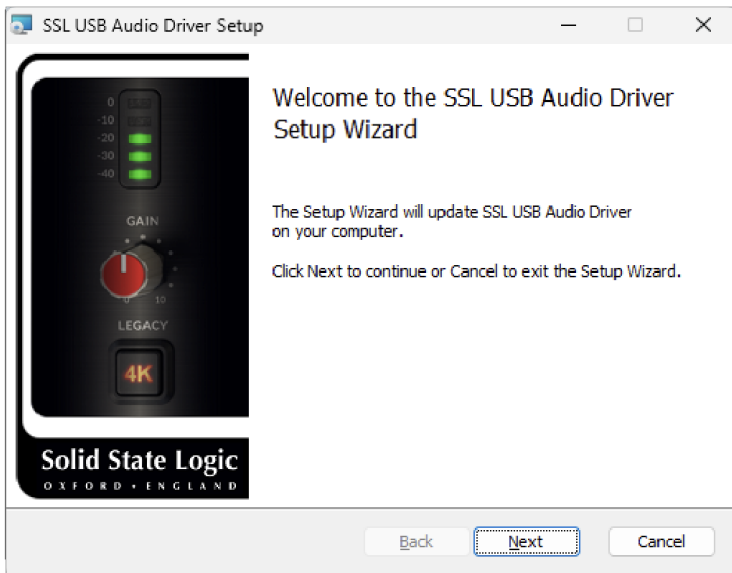 SSL USB Audio Driver Setup
0
-10
-20
-30
-40
GAIN
0 10
LEGACY
4K
Solid State Logic
OXFORD • ENGLAND
Welcome to the SSL USB Audio Driver
Setup Wizard
The Setup Wizard will update SSL USB Audio Driver
on your computer.
Click Next to continue or Cancel to exit the Setup Wizard.
Back Next Cancel